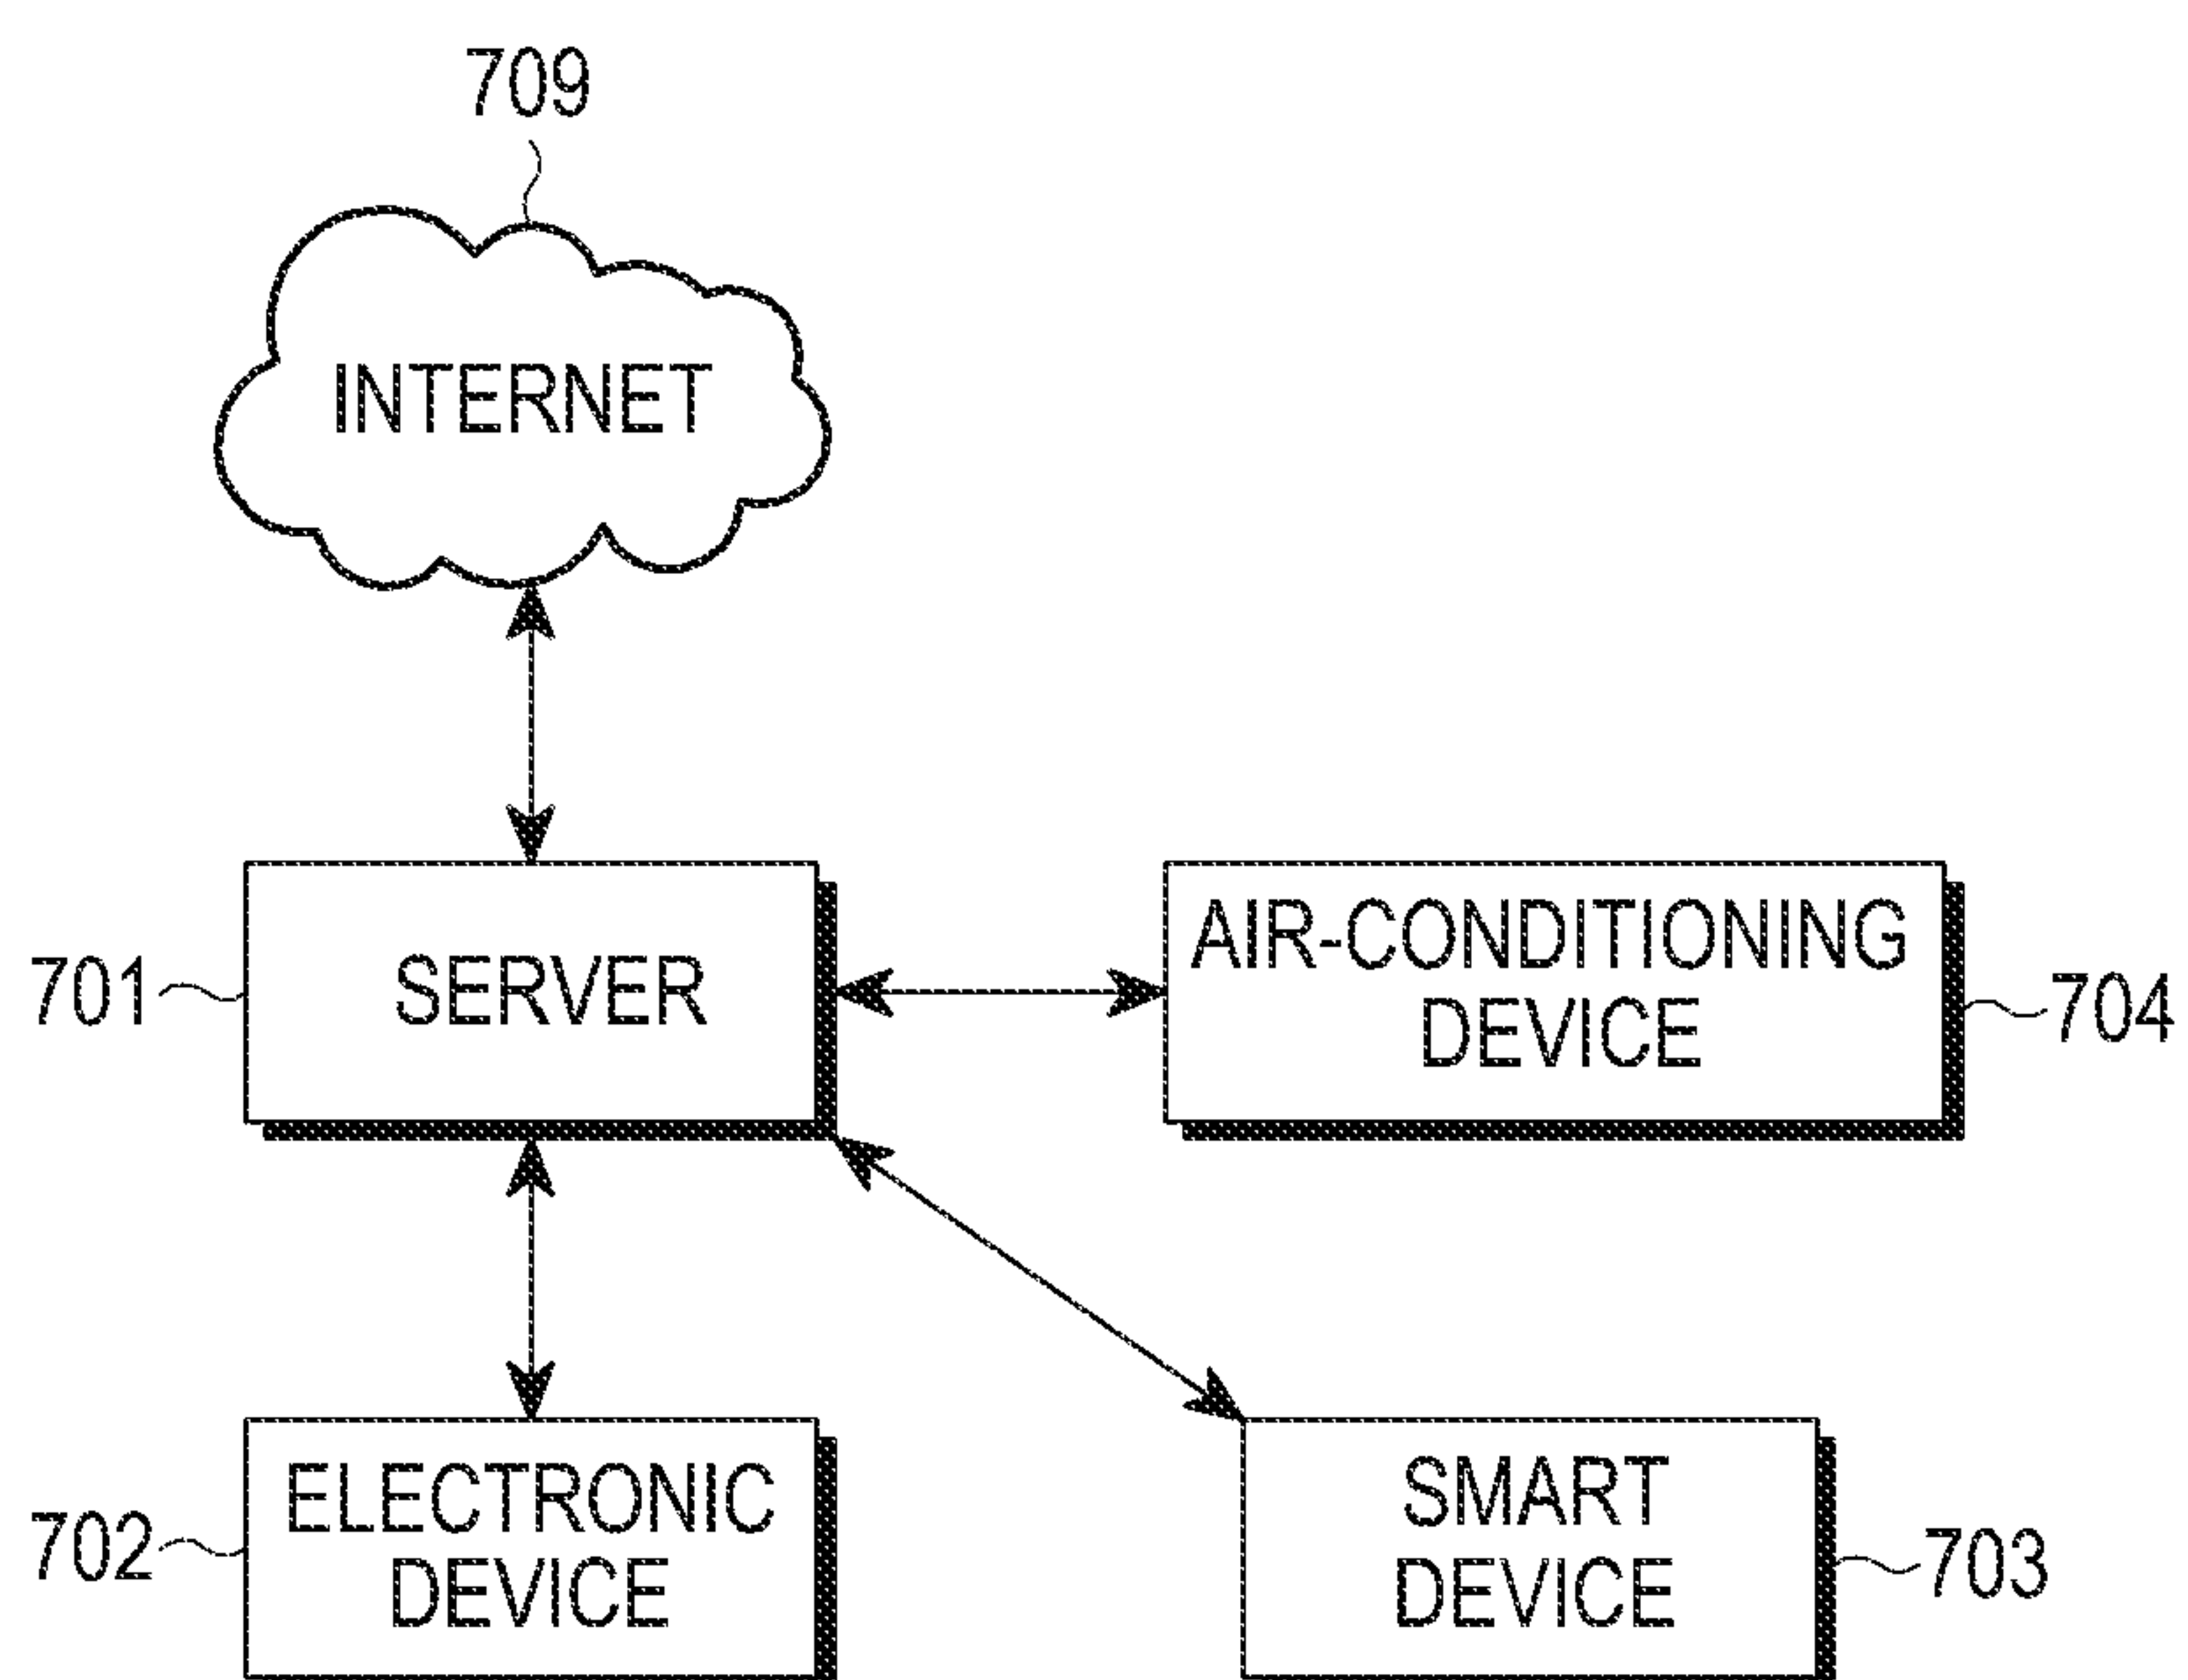 709
INTERNET
701
SERVER
AIR-CONDITIONING
DEVICE
704
702
ELECTRONIC
DEVICE
SMART
DEVICE
703